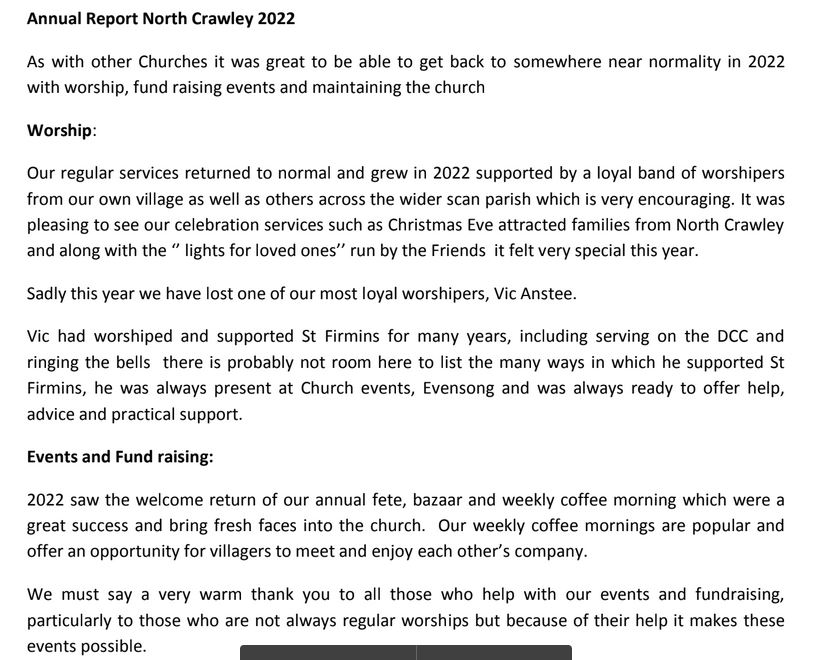 Annual Report North Crawley 2022
As with other Churches it was great to be able to get back to somewhere near normality in 2022
with worship, fund raising events and maintaining the church
Worship:
Our regular services returned to normal and grew in 2022 supported by a loyal band of worshipers
from our own village as well as others across the wider scan parish which is very encouraging. It was
pleasing to see our celebration services such as Christmas Eve attracted families from North Crawley
and along with the “ lights for loved ones’’ run by the Friends  it felt very special this year.
Sadly this year we have lost one of our most loyal worshipers, Vic Anstee.
Vic had worshiped and supported St Firmins for many years, including serving on the DCC and
ringing the bells  there is probably not room here to list the many ways in which he supported St
Firmins, he was always present at Church events, Evensong and was always ready to offer help,
advice and practical support.
Events and Fund raising:
2022 saw the welcome return of our annual fete, bazaar and weekly coffee morning which were a
great success and bring fresh faces into the church.  Our weekly coffee mornings are popular and
offer an opportunity for villagers to meet and enjoy each other’s company.
We must say a very warm thank you to all those who help with our events and fundraising,
particularly to those who are not always regular worships but because of their help it makes these
events possible.